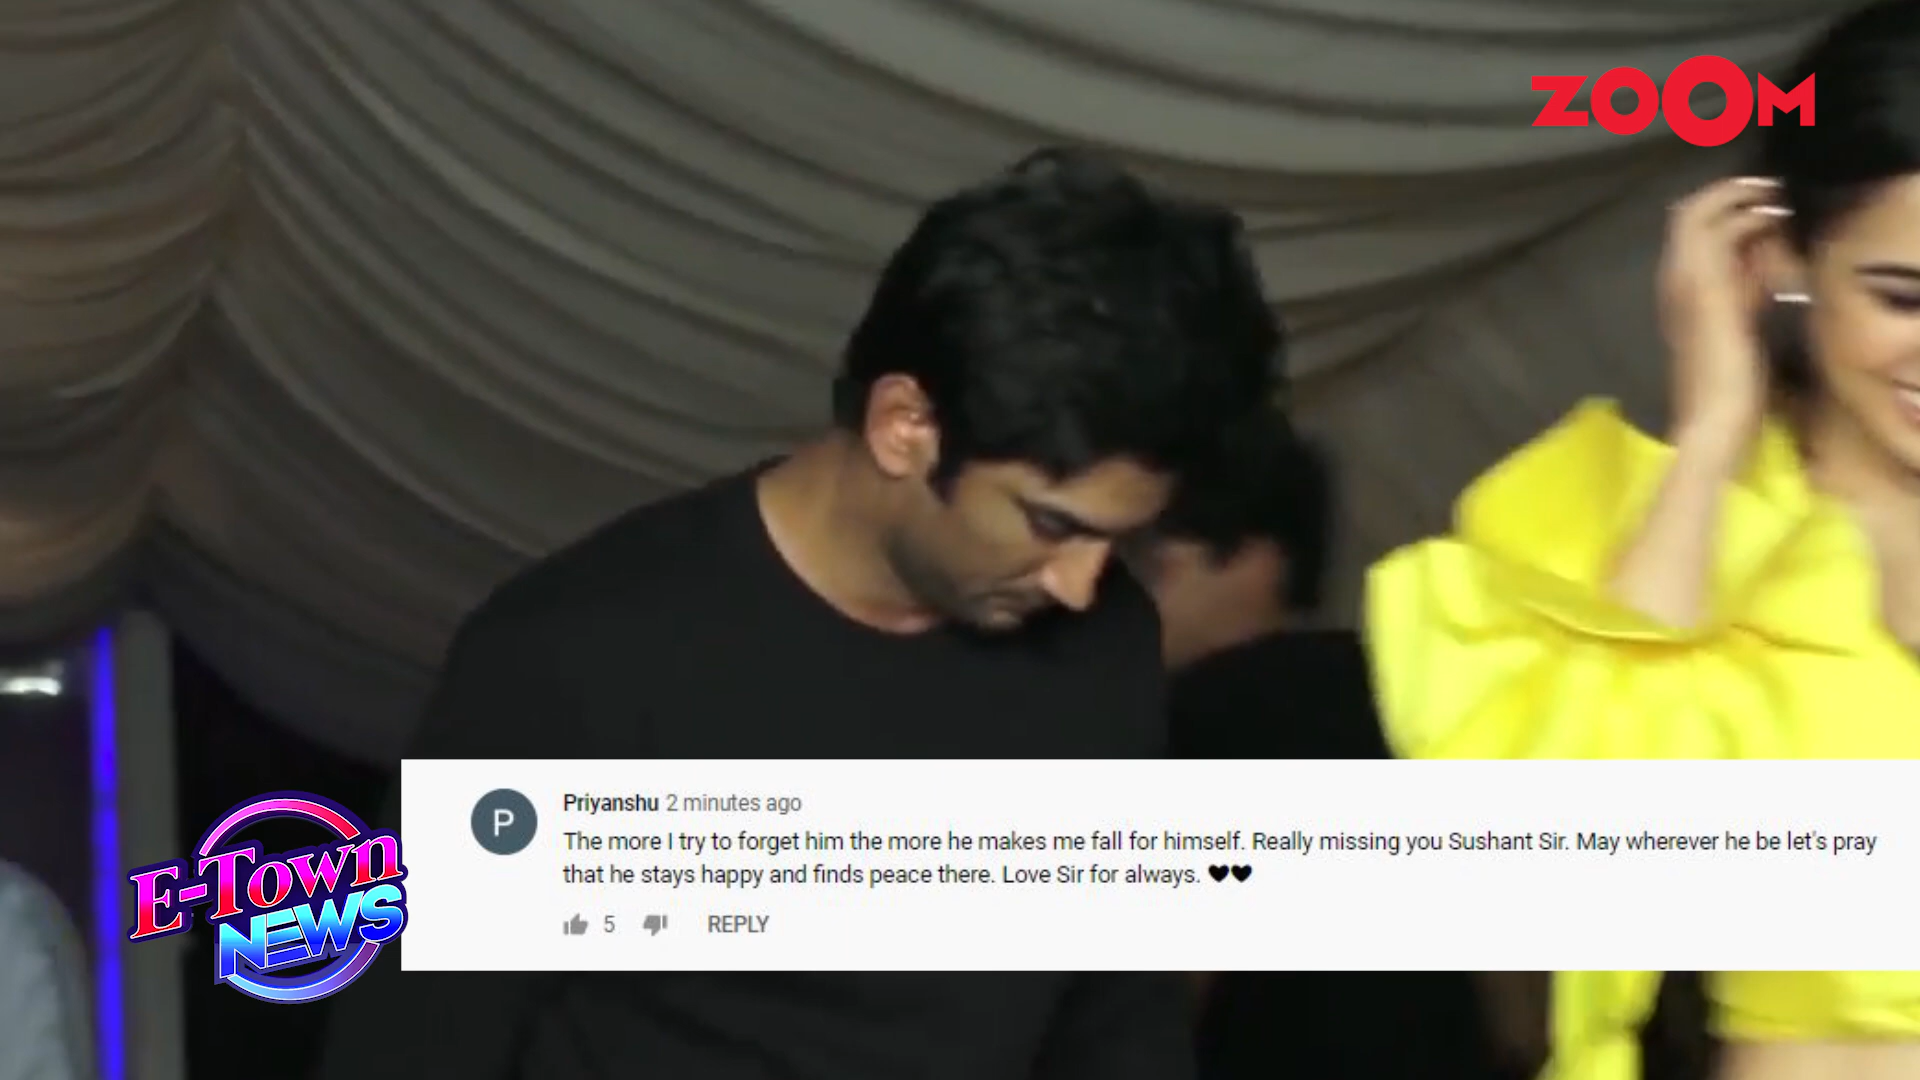 ZOOM
Priyanshu 2 minutes ago
P
The more I try to forget him the more he makes me fall for himself. Really missing you Sushant Sir. May wherever he be let's pray
that he stays happy and finds peace there. Love Sir for always. 🖤🖤
5 REPLY
E-Town
NEWS